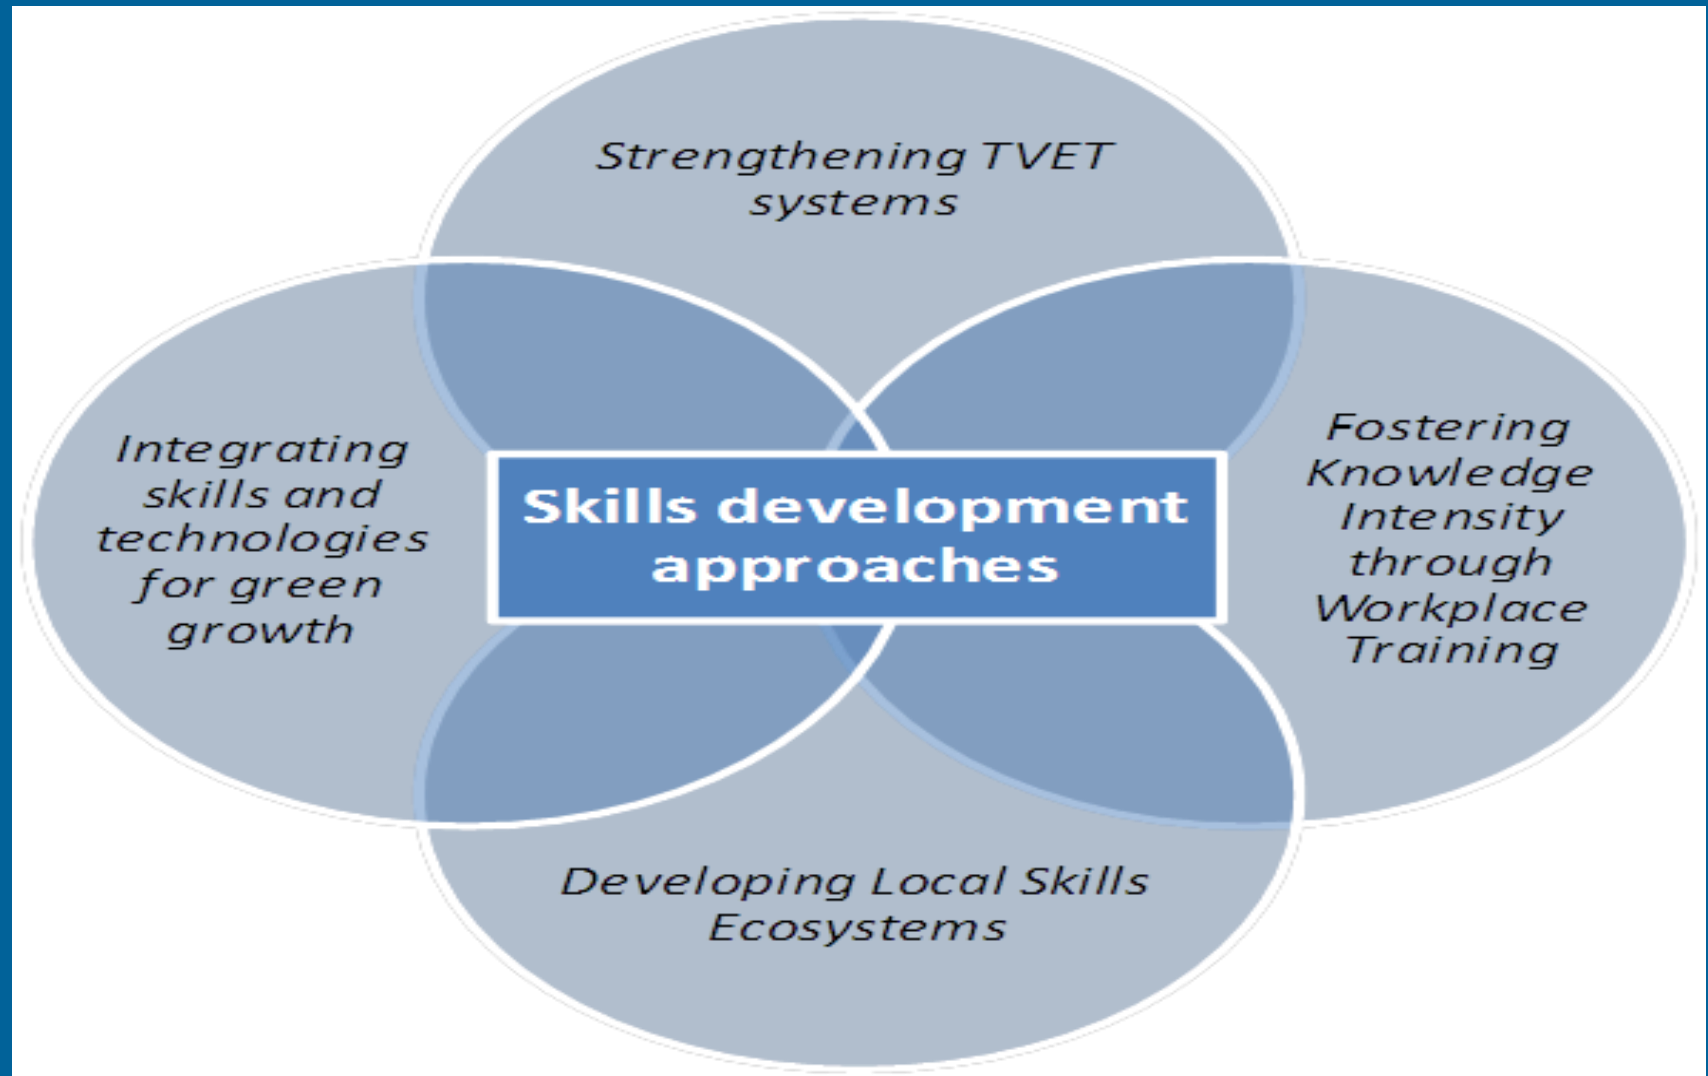 Strengthening TVET
systems
Integrating
skills and
technologies
for green
growth
Skills development
approaches
Fostering
Knowledge
Intensity
through
Workplace
Training
Developing Local Skills
Ecosystems